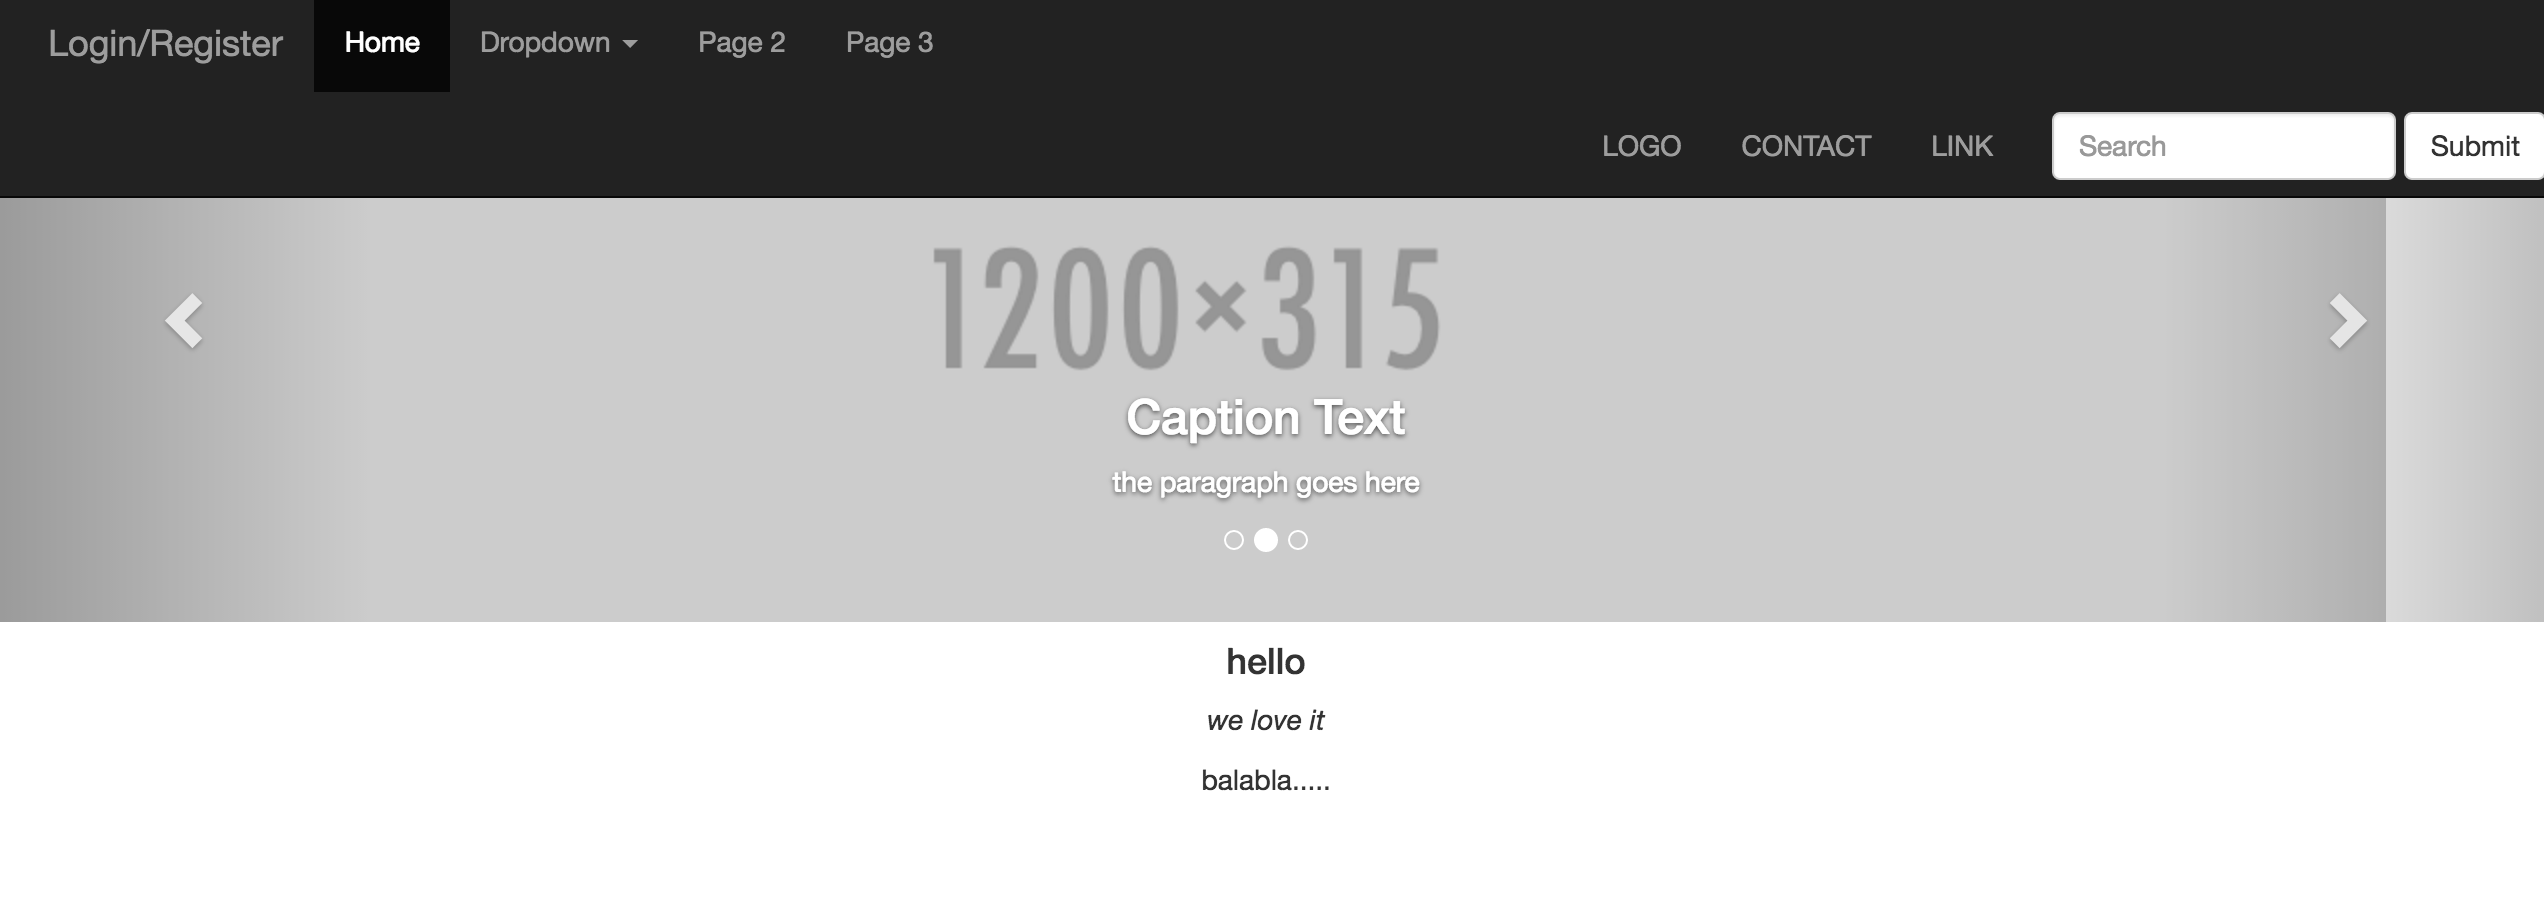 Login/Register Home Dropdown Page 2 Page 3
LOGO CONTACT LINK Search Submit
1200×315
Caption Text
the paragraph goes here
hello
we love it
balabla.....